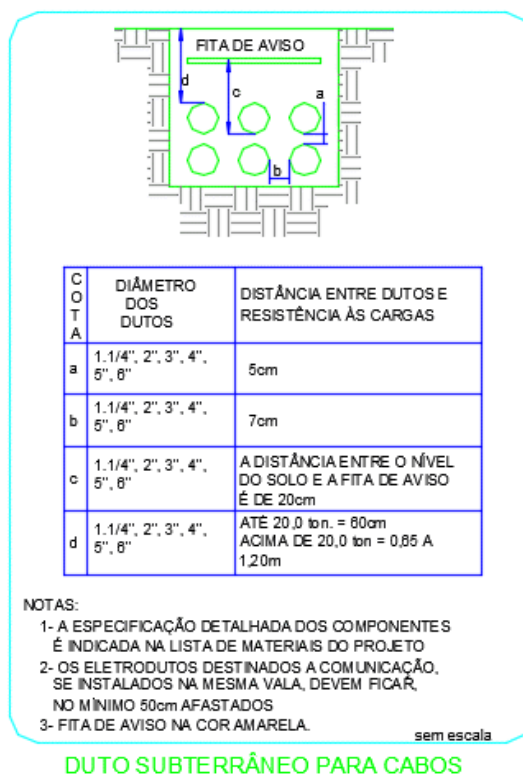 FITA DE AVISO
d
c
a
b
COTA
DIÂMETRO
DOS
DUTOS
DISTÂNCIA ENTRE DUTOS E
RESISTÊNCIA ÀS CARGAS
a
1.1/4", 2", 3", 4",
5", 6"
5cm
b
1.1/4", 2", 3", 4",
5", 6"
7cm
c
1.1/4", 2", 3", 4",
5", 6"
A DISTÂNCIA ENTRE O NÍVEL
DO SOLO E A FITA DE AVISO
É DE 20cm
d
1.1/4", 2", 3", 4",
5", 6"
ATÉ 20,0 ton. = 60cm
ACIMA DE 20,0 ton = 0,65 A
1,20m
NOTAS:
1- A ESPECIFICAÇÃO DETALHADA DOS COMPONENTES
É INDICADA NA LISTA DE MATERIAIS DO PROJETO
2- OS ELETRODUTOS DESTINADOS A COMUNICAÇÃO,
SE INSTALADOS NA MESMA VALA, DEVEM FICAR,
NO MÌNIMO 50cm AFASTADOS
3- FITA DE AVISO NA COR AMARELA.
sem escala
DUTO SUBTERRÂNEO PARA CABOS